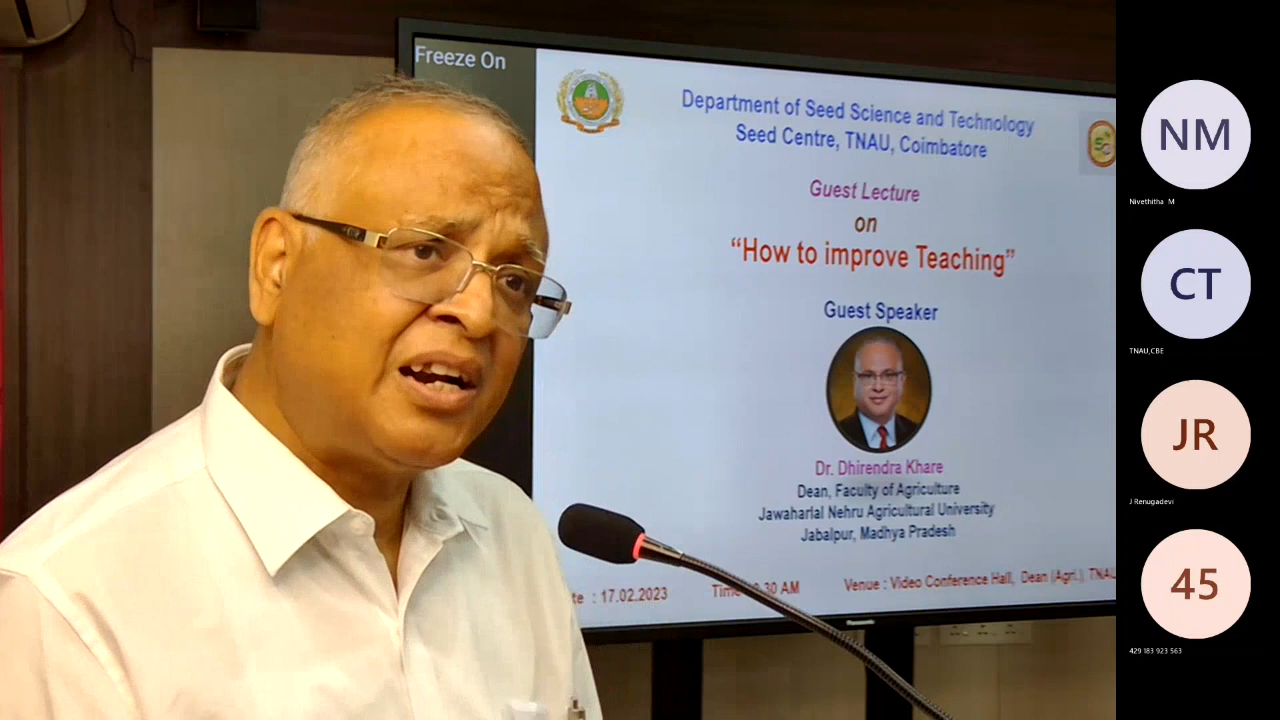 Freeze On
Department of Seed Science and Technology
Seed Centre, TNAU, Coimbatore
Guest Lecture
on
“How to improve Teaching”
Guest Speaker
Dr. Dhirendra Khare
Dean, Faculty of Agriculture
Jawaharlal Nehru Agricultural University
Jabalpur, Madhya Pradesh
: 17.02.2023
30 AM
Venue : Video Conference Hall, Dean (Agri.), TNAU
Panasonic
NM
Nivethitha M
CT
TNAU,CBE
JR
J Renugadevi
45
429 183 923 563